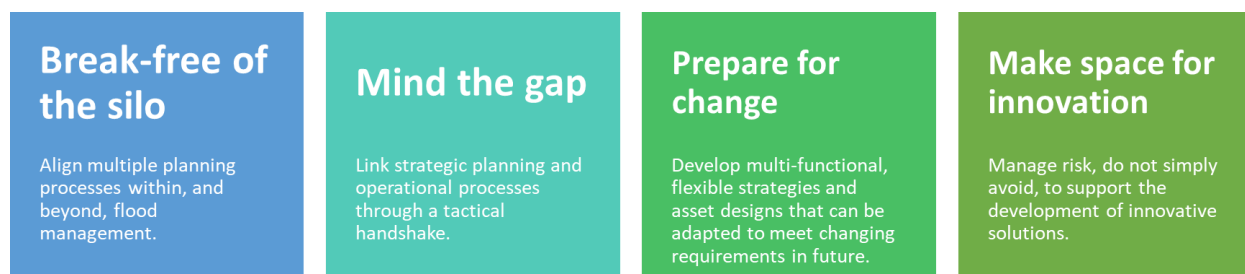 Break-free of
the silo
Align multiple planning
processes within, and
beyond, flood
management.
Mind the gap
Link strategic planning and
operational processes
through a tactical
handshake.
Prepare for
change
Develop multi-functional,
flexible strategies and
asset designs that can be
adapted to meet changing
requirements in future.
Make space for
innovation
Manage risk, do not simply
avoid, to support the
development of innovative
solutions.